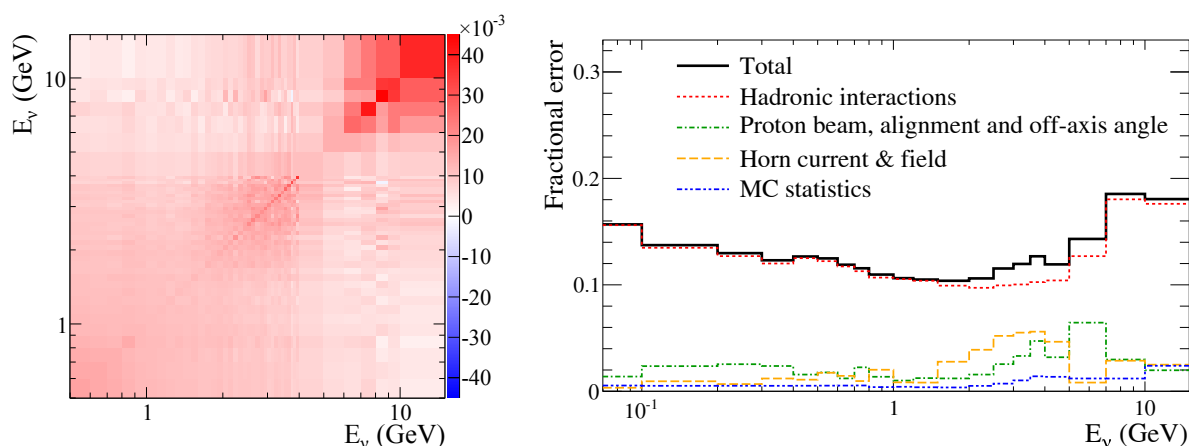 ×10⁻³
E_ν (GeV)
10
1
1
10
E_ν (GeV)
40
30
20
10
0
-10
-20
-30
-40
Fractional error
0.3
0.2
0.1
0
Total
Hadronic interactions
Proton beam, alignment and off-axis angle
Horn current & field
MC statistics
10⁻¹
1
10
E_ν (GeV)